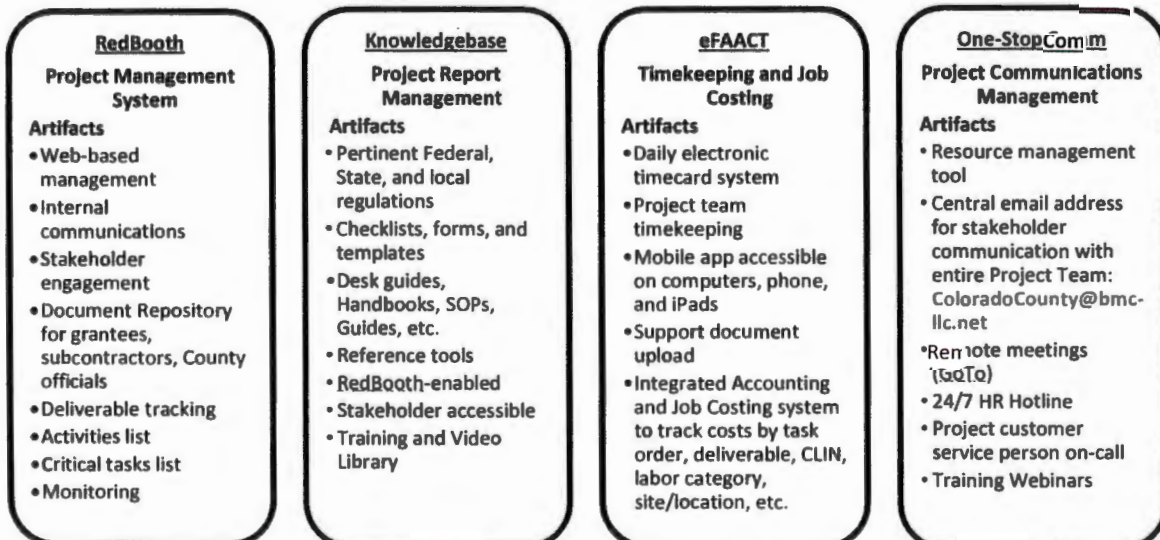 RedBooth
Project Management
System
Artifacts
•Web-based
management
•Internal
communications
•Stakeholder
engagement
•Document Repository
for grantees,
subcontractors, County
officials
•Deliverable tracking
•Activities list
•Critical tasks list
•Monitoring
Knowledgebase
Project Report
Management
Artifacts
• Pertinent Federal,
State, and local
regulations
• Checklists, forms, and
templates
• Desk guides,
Handbooks, SOPs,
Guides, etc.
• Reference tools
• RedBooth-enabled
• Stakeholder accessible
• Training and Video
Library
eFAACT
Timekeeping and Job
Costing
Artifacts
•Daily electronic
timecard system
•Project team
timekeeping
•Mobile app accessible
on computers, phone,
and iPads
•Support document
upload
•Integrated Accounting
and Job Costing system
to track costs by task
order, deliverable, CLIN,
labor category,
site/location, etc.
One-StopComm
Project Communications
Management
Artifacts
• Resource management
tool
• Central email address
for stakeholder
communication with
entire Project Team:
ColoradoCounty@bmc-
llc.net
•Remote meetings
(GoTo)
• 24/7 HR Hotline
• Project customer
service person on-call
• Training Webinars